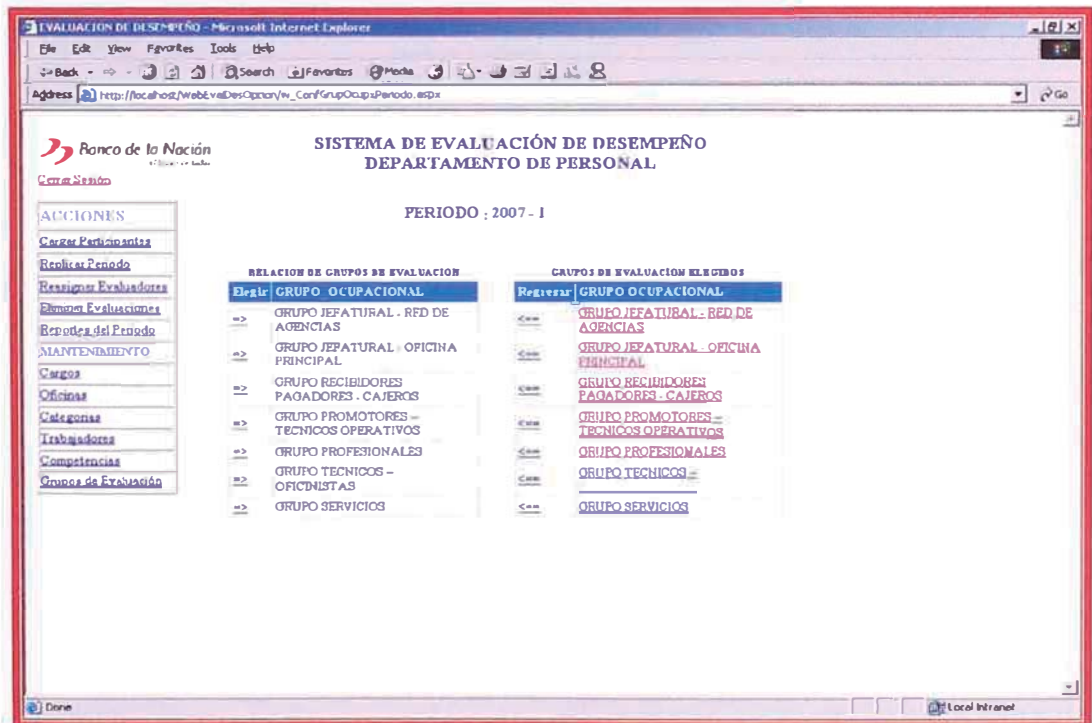 EVALUACION DE DESEMPEÑO - Microsoft Internet Explorer
File Edit View Favorites Tools Help
Back Search Favorites Media
Address http://localhost/WebEvalDesOpcion/w_ConfGrupOcupxPeriodo.aspx Go
Banco de la Nación
SISTEMA DE EVALUACIÓN DE DESEMPEÑO
DEPARTAMENTO DE PERSONAL
Cerrar Sesión
PERIODO : 2007 - I
ACCIONES
Cargar Participantes
Replicar Periodo
Reasignar Evaluadores
Eliminar Evaluaciones
Reportes del Periodo
MANTENIMIENTO
Cargos
Oficinas
Categorias
Trabajadores
Competencias
Grupos de Evaluación
RELACION DE GRUPOS DE EVALUACION
Elegir GRUPO OCUPACIONAL
=> GRUPO JEFATURAL - RED DE
AGENCIAS
=> GRUPO JEFATURAL - OFICINA
PRINCIPAL
=> GRUPO RECIBIDORES
PAGADORES - CAJEROS
=> GRUPO PROMOTORES –
TECNICOS OPERATIVOS
=> GRUPO PROFESIONALES
=> GRUPO TECNICOS –
OFICINISTAS
=> GRUPO SERVICIOS
GRUPOS DE EVALUACIÓN ELEGIDOS
Regresar GRUPO OCUPACIONAL
<== GRUPO JEFATURAL - RED DE
AGENCIAS
<== GRUPO JEFATURAL - OFICINA
PRINCIPAL
<== GRUPO RECIBIDORES
PAGADORES - CAJEROS
<== GRUPO PROMOTORES –
TECNICOS OPERATIVOS
<== GRUPO PROFESIONALES
<== GRUPO TECNICOS –
<== GRUPO SERVICIOS
Done Local intranet